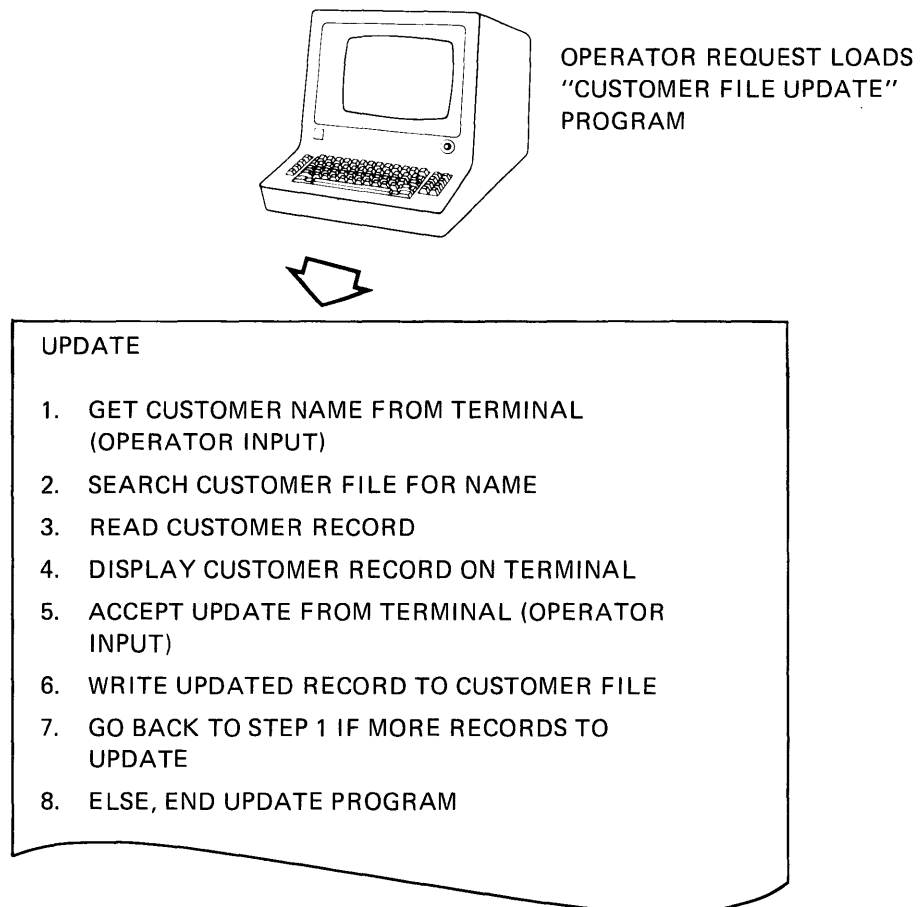 OPERATOR REQUEST LOADS
"CUSTOMER FILE UPDATE"
PROGRAM
UPDATE
1. GET CUSTOMER NAME FROM TERMINAL
(OPERATOR INPUT)
2. SEARCH CUSTOMER FILE FOR NAME
3. READ CUSTOMER RECORD
4. DISPLAY CUSTOMER RECORD ON TERMINAL
5. ACCEPT UPDATE FROM TERMINAL (OPERATOR
INPUT)
6. WRITE UPDATED RECORD TO CUSTOMER FILE
7. GO BACK TO STEP 1 IF MORE RECORDS TO
UPDATE
8. ELSE, END UPDATE PROGRAM